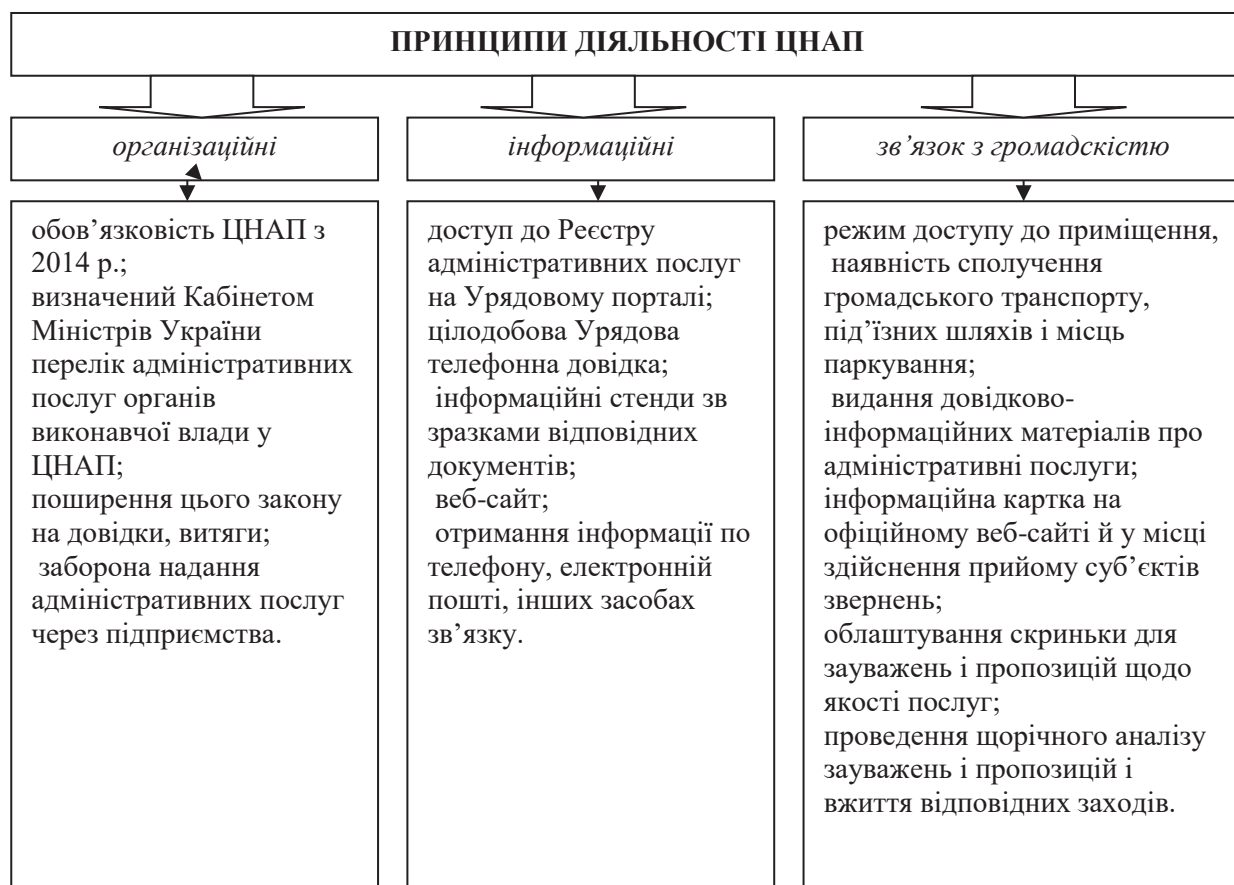 ПРИНЦИПИ ДІЯЛЬНОСТІ ЦНАП
організаційні
обов’язковість ЦНАП з
2014 р.;
визначений Кабінетом
Міністрів України
перелік адміністративних
послуг органів
виконавчої влади у
ЦНАП;
поширення цього закону
на довідки, витяги;
заборона надання
адміністративних послуг
через підприємства.
інформаційні
доступ до Реєстру
адміністративних послуг
на Урядовому порталі;
цілодобова Урядова
телефонна довідка;
інформаційні стенди зв
зразками відповідних
документів;
веб-сайт;
отримання інформації по
телефону, електронній
пошті, інших засобах
зв’язку.
зв’язок з громадскістю
режим доступу до приміщення,
наявність сполучення
громадського транспорту,
під’їзних шляхів і місць
паркування;
видання довідково-
інформаційних матеріалів про
адміністративні послуги;
інформаційна картка на
офіційному веб-сайті й у місці
здійснення прийому суб’єктів
звернень;
облаштування скриньки для
зауважень і пропозицій щодо
якості послуг;
проведення щорічного аналізу
зауважень і пропозицій і
вжиття відповідних заходів.